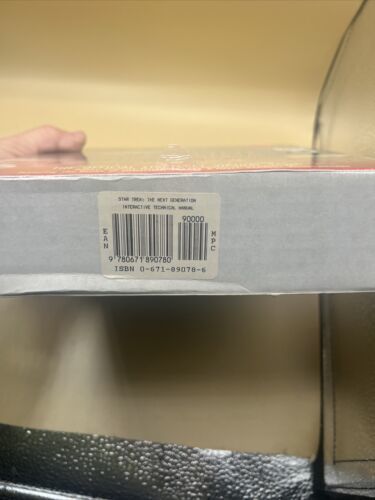 STAR TREK: THE NEXT GENERATION
INTERACTIVE TECHNICAL MANUAL
90000
EAN
MPC
9 780671 890780
ISBN 0-671-89078-6